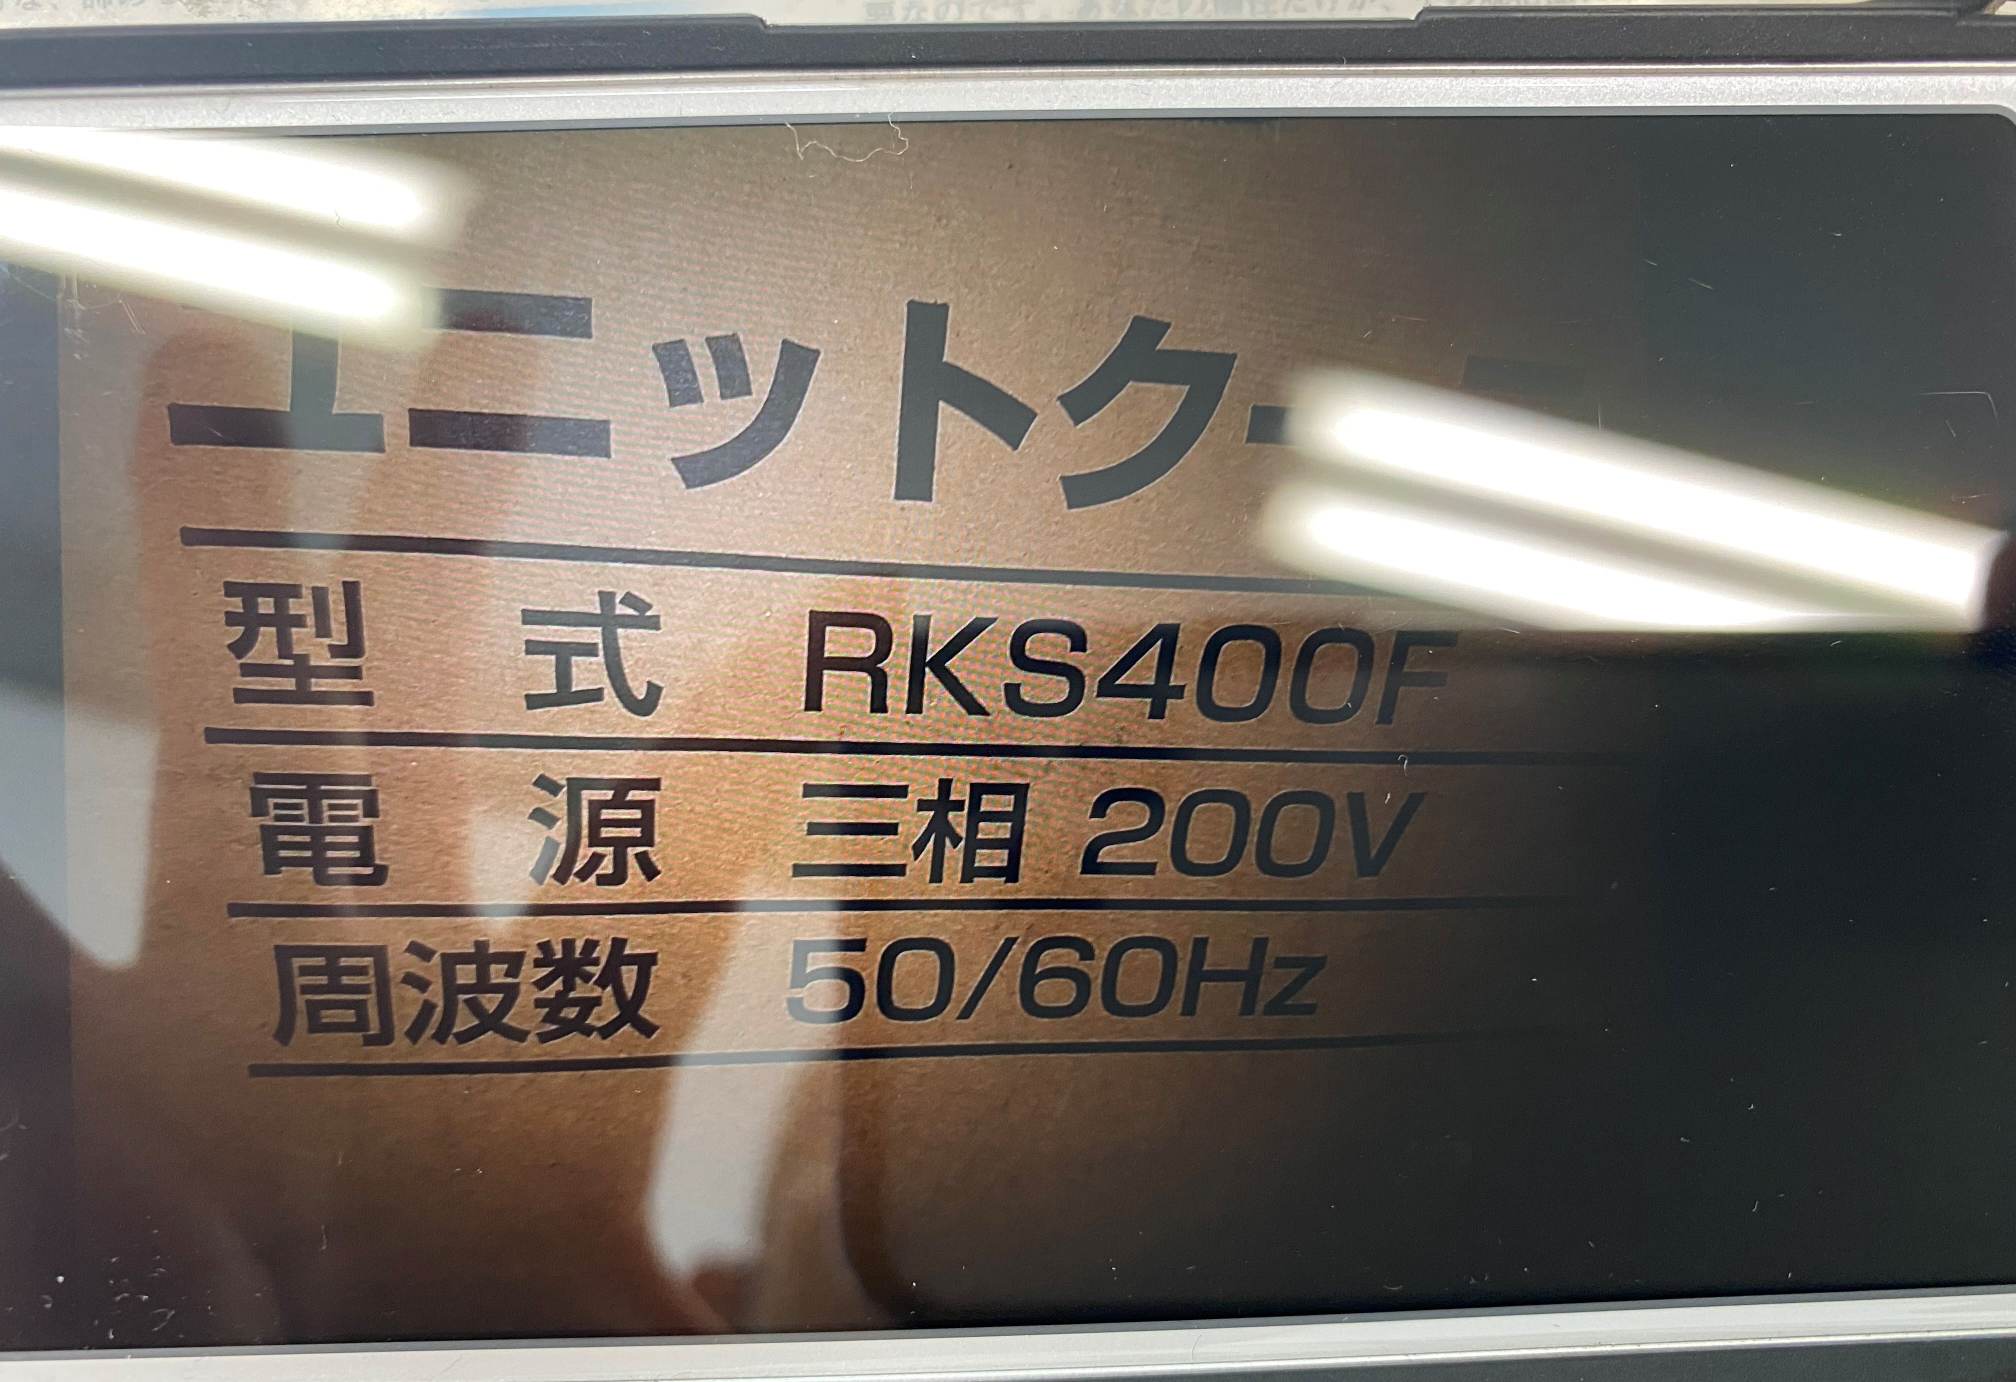 ユニットクー
型式 RKS400F
電源 三相 200V
周波数 50/60Hz